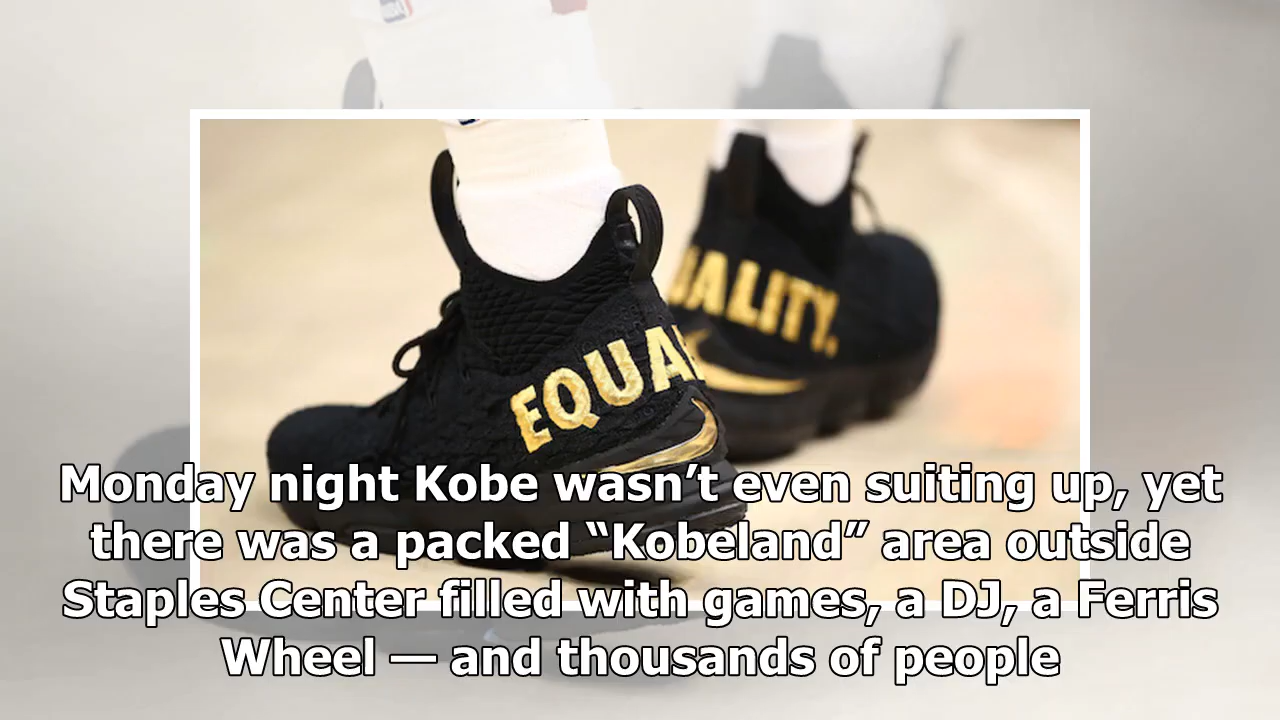 EQUAL
ALITY.
Monday night Kobe wasn’t even suiting up, yet
there was a packed “Kobeland” area outside
Staples Center filled with games, a DJ, a Ferris
Wheel — and thousands of people